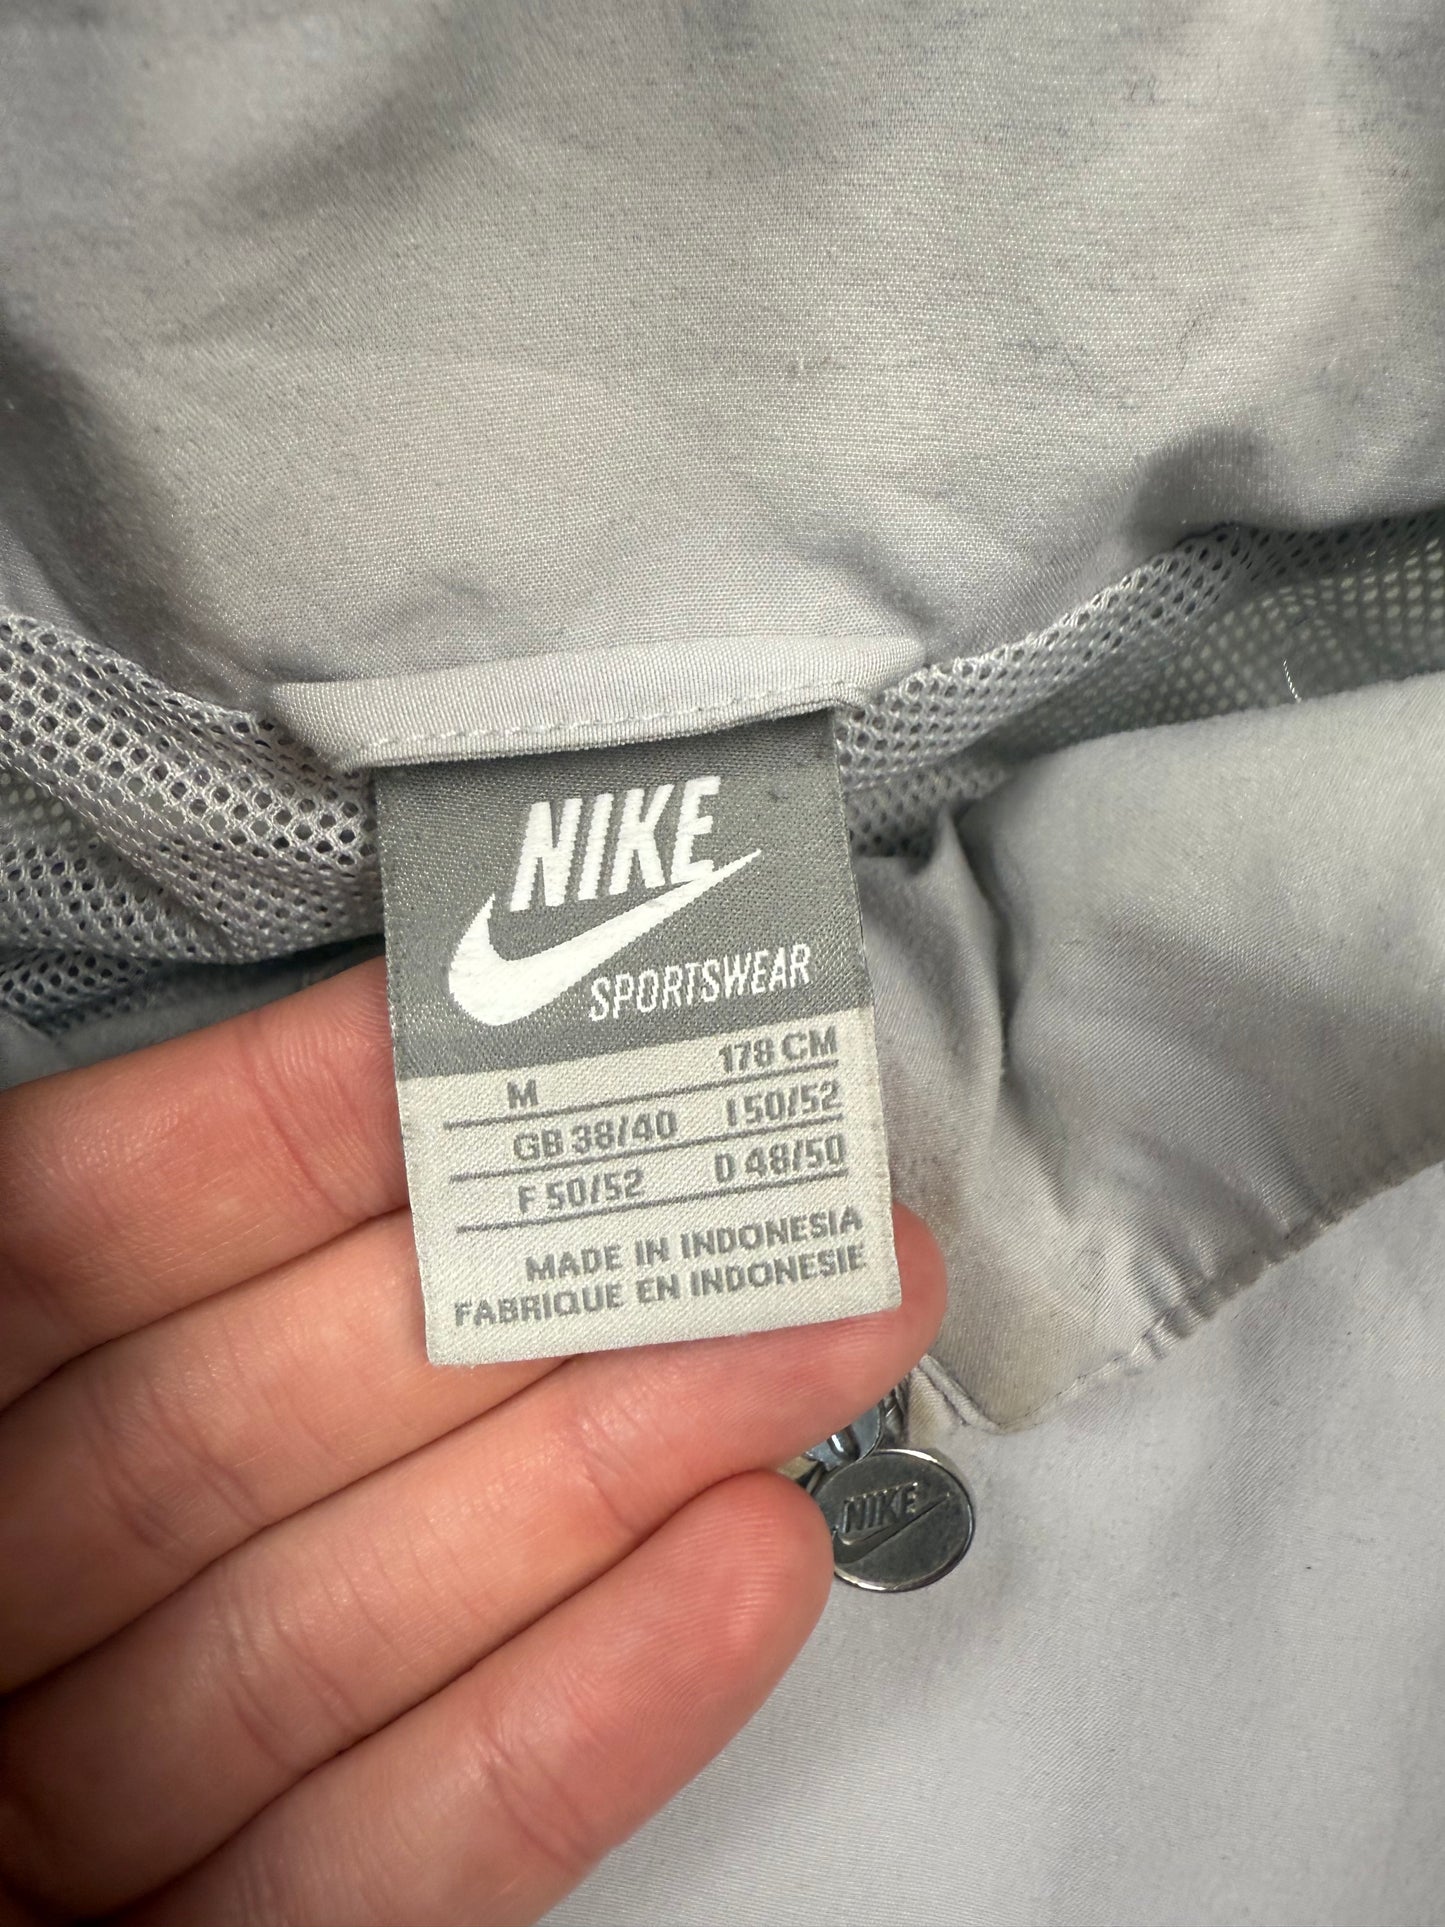 NIKE
SPORTSWEAR
M 178 CM
GB 38/40 I 50/52
F 50/52 D 48/50
MADE IN INDONESIA
FABRIQUE EN INDONESIE
NIKE